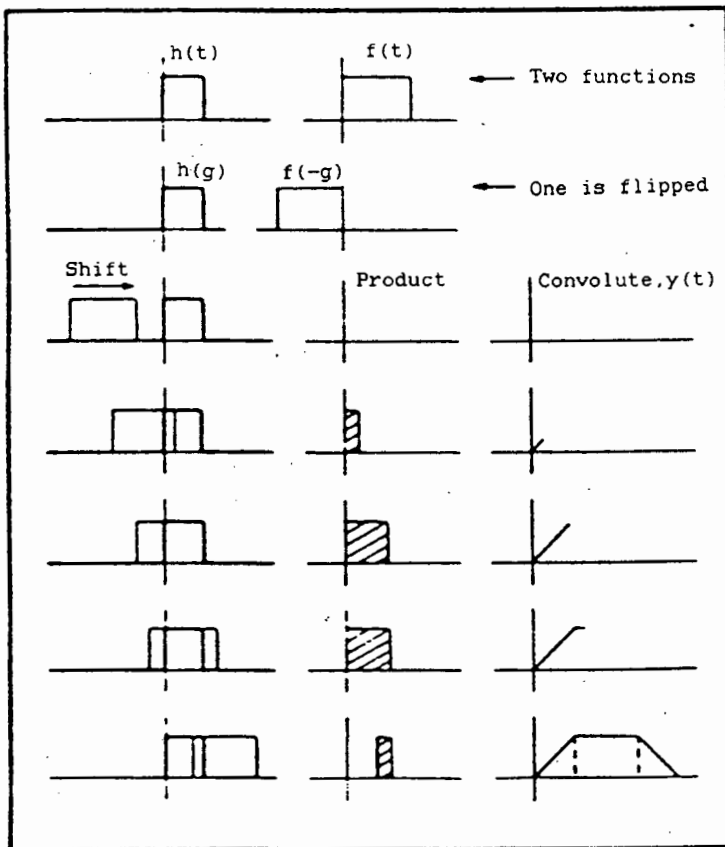 h(t) f(t)
Two functions
h(g) f(-g)
One is flipped
Shift
Product
Convolute,y(t)